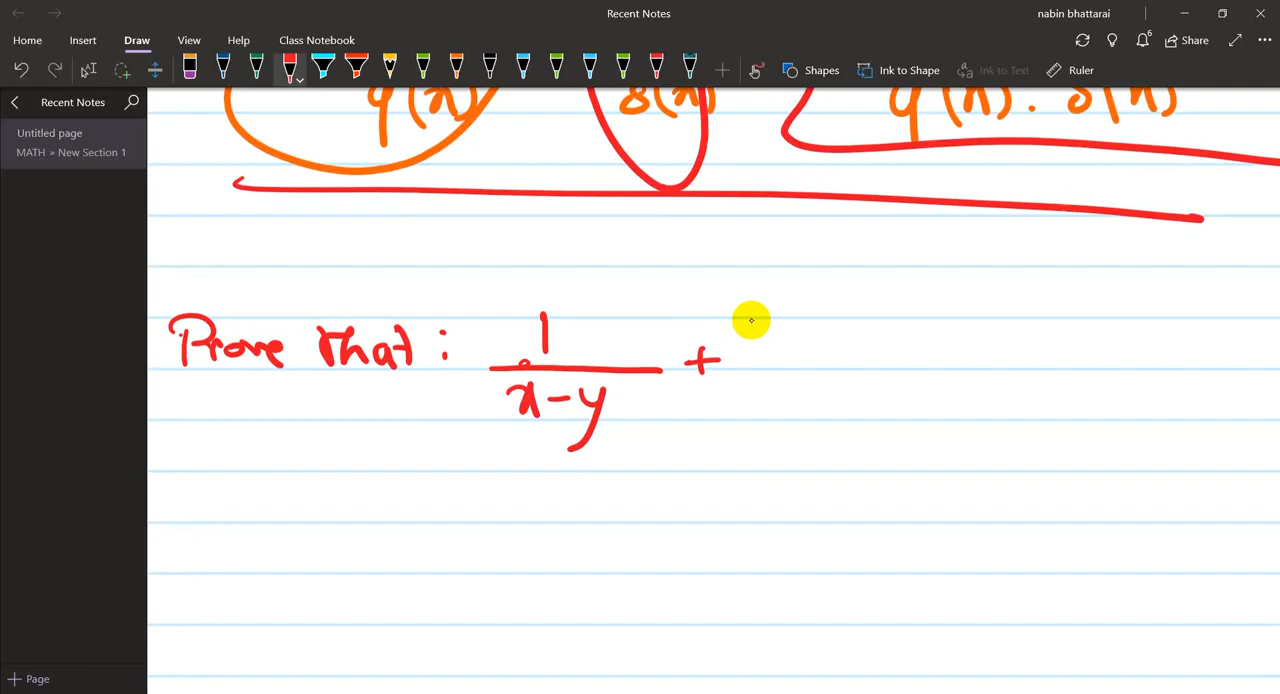 Recent Notes
nabin bhattarai
Home Insert Draw View Help Class Notebook
6 Share
Shapes Ink to Shape Ink to Text Ruler
Recent Notes
Untitled page
MATH > New Section 1
q(x) s(x) q(x) . s(x)
Prove that : 1/(x-y) +
Page